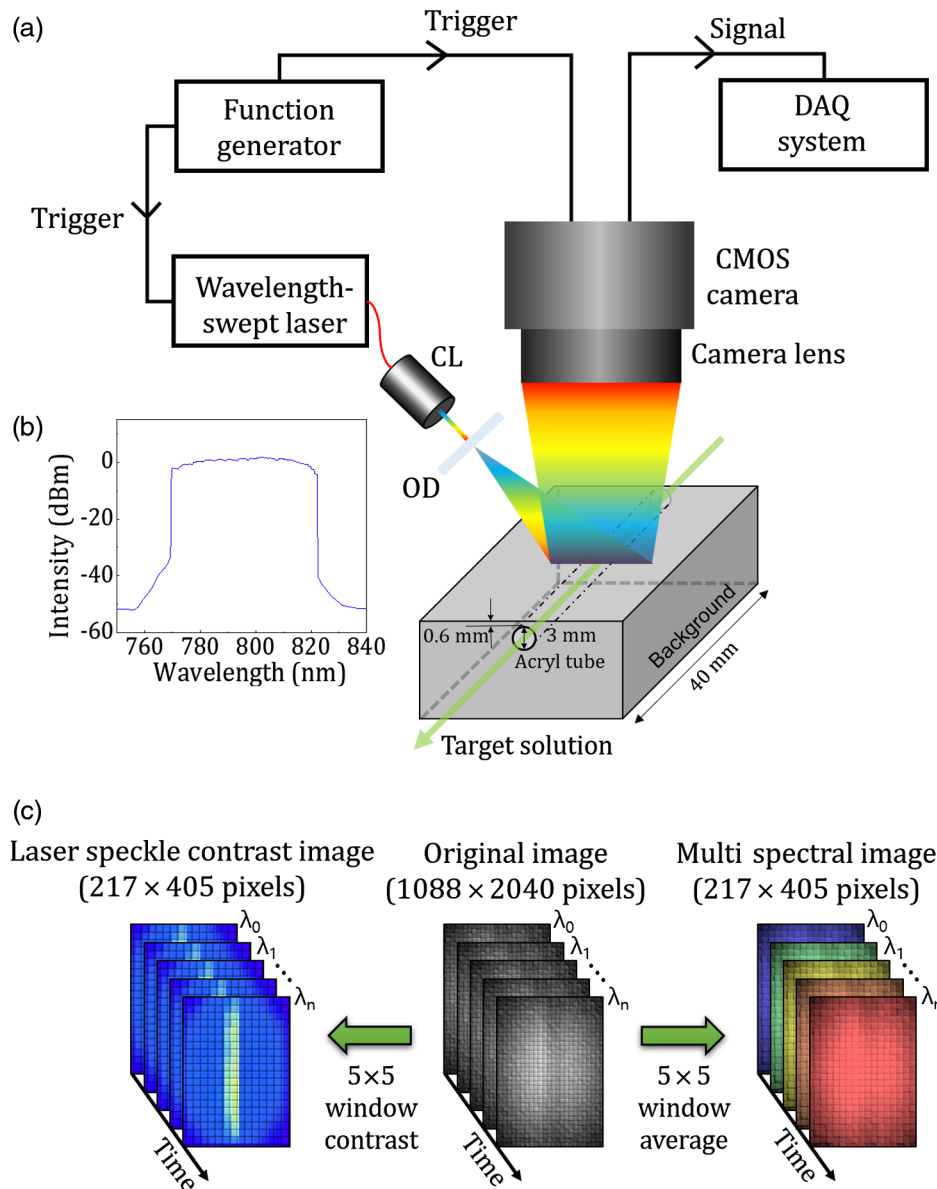 (a)
Trigger
Signal
Function
generator
DAQ
system
Trigger
Wavelength-
swept laser
CMOS
camera
CL
Camera lens
OD
(b)
Intensity (dBm)
0
-20
-40
-60
760 780 800 820 840
Wavelength (nm)
0.6 mm
3 mm
Acryl tube
Background
40 mm
Target solution
(c)
Laser speckle contrast image
(217 × 405 pixels)
Original image
(1088 × 2040 pixels)
Multi spectral image
(217 × 405 pixels)
λ0
λ1
λn
λ0
λ1
λn
λ0
λ1
λn
5×5
window
contrast
5×5
window
average
Time
Time
Time